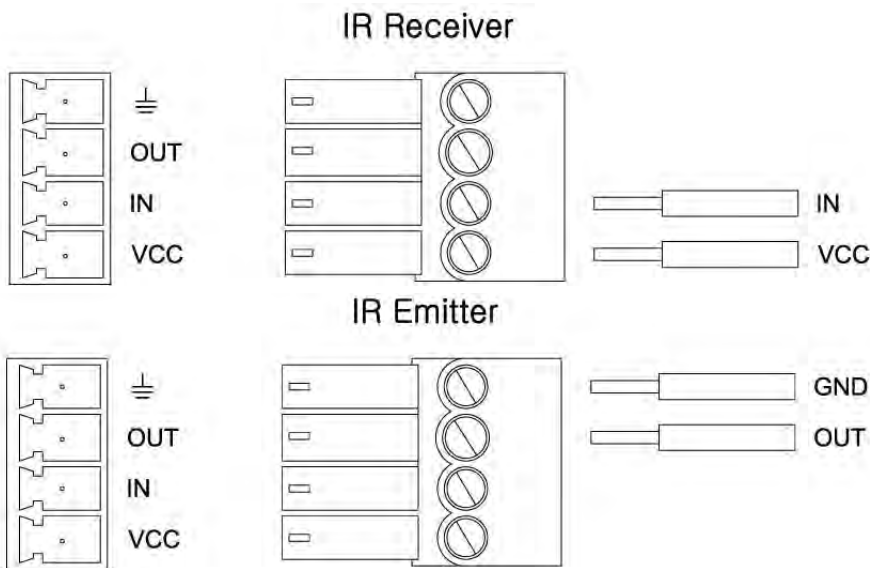 IR Receiver
OUT
IN
IN
VCC
VCC
IR Emitter
GND
OUT
OUT
IN
VCC